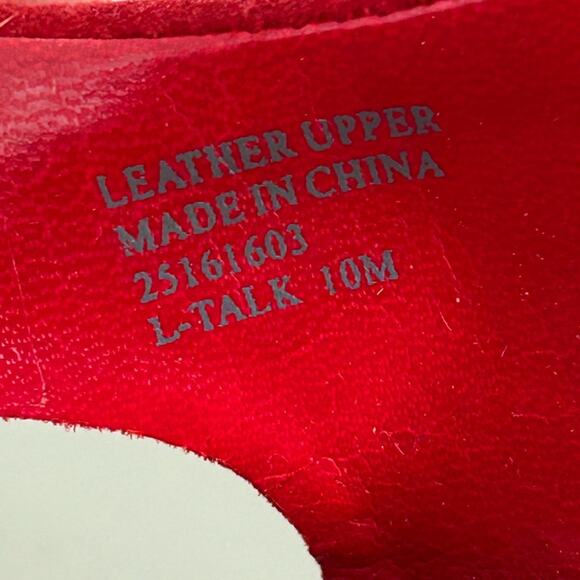 LEATHER UPPER
MADE IN CHINA
25161603
L-TALK 10M